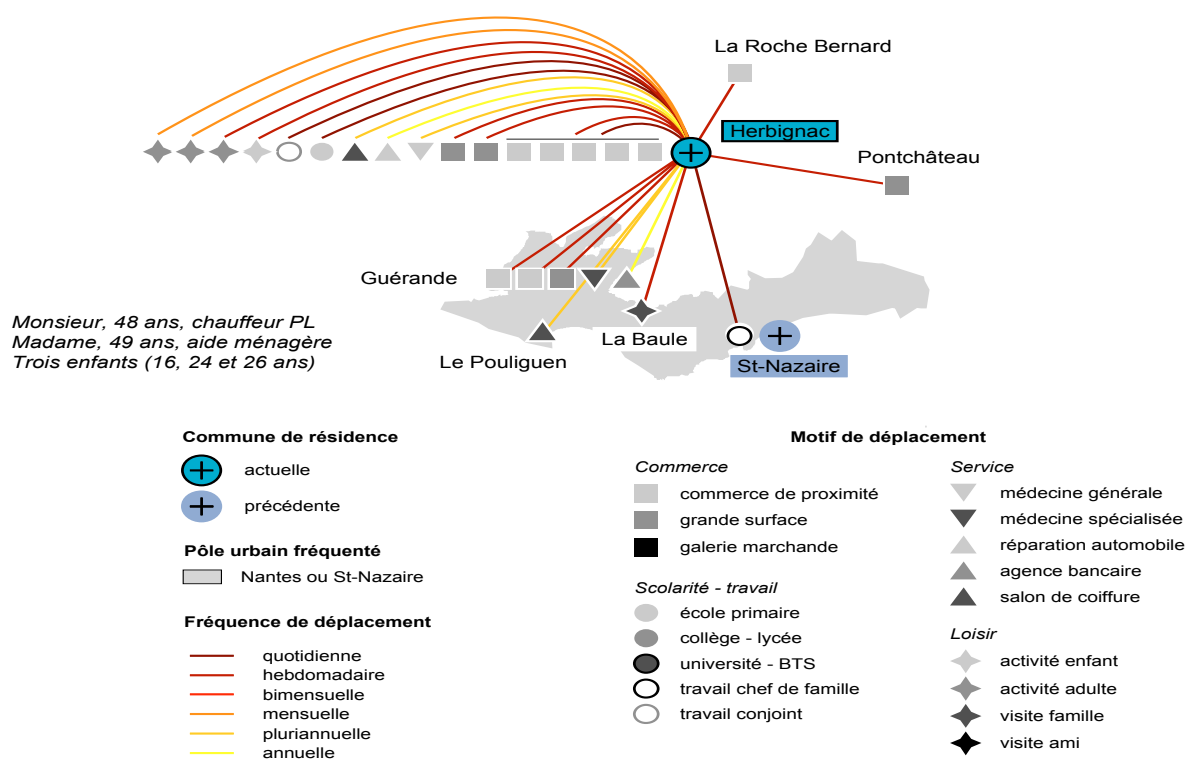 La Roche Bernard
Herbignac
Pontchâteau
Guérande
Monsieur, 48 ans, chauffeur PL
Madame, 49 ans, aide ménagère
Trois enfants (16, 24 et 26 ans)
La Baule
Le Pouliguen
St-Nazaire
Commune de résidence
actuelle
précédente
Pôle urbain fréquenté
Nantes ou St-Nazaire
Fréquence de déplacement
quotidienne
hebdomadaire
bimensuelle
mensuelle
pluriannuelle
annuelle
Motif de déplacement
Commerce
commerce de proximité
grande surface
galerie marchande
Scolarité - travail
école primaire
collège - lycée
université - BTS
travail chef de famille
travail conjoint
Service
médecine générale
médecine spécialisée
réparation automobile
agence bancaire
salon de coiffure
Loisir
activité enfant
activité adulte
visite famille
visite ami